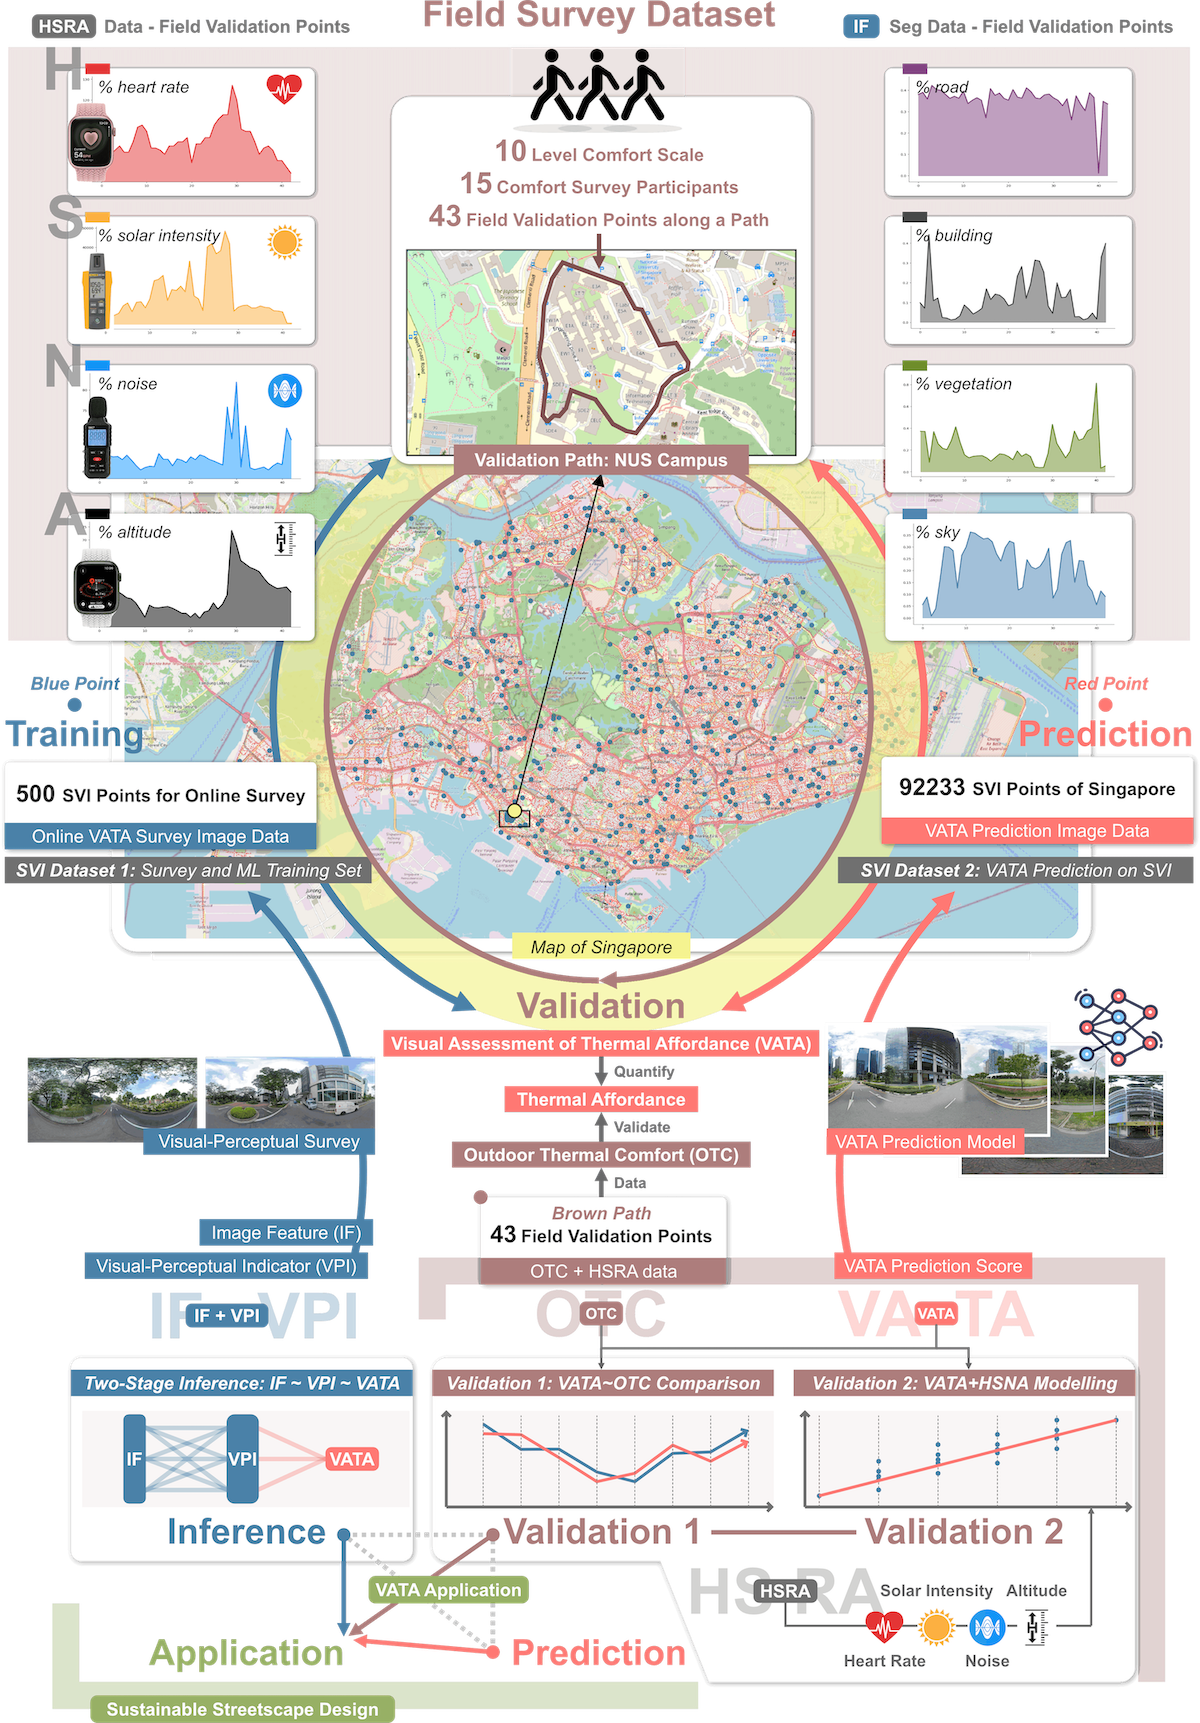 Field Survey Dataset
HSRA Data - Field Validation Points
IF Seg Data - Field Validation Points
H
% heart rate
S
% solar intensity
N
% noise
A
% altitude
10 Level Comfort Scale
15 Comfort Survey Participants
43 Field Validation Points along a Path
Validation Path: NUS Campus
% road
% building
% vegetation
% sky
Blue Point
Training
500 SVI Points for Online Survey
Online VATA Survey Image Data
SVI Dataset 1: Survey and ML Training Set
Red Point
Prediction
92233 SVI Points of Singapore
VATA Prediction Image Data
SVI Dataset 2: VATA Prediction on SVI
Map of Singapore
Validation
Visual Assessment of Thermal Affordance (VATA)
Quantify
Thermal Affordance
Validate
Outdoor Thermal Comfort (OTC)
Data
Brown Path
43 Field Validation Points
OTC + HSRA data
Visual-Perceptual Survey
Image Feature (IF)
Visual-Perceptual Indicator (VPI)
VATA Prediction Model
VATA Prediction Score
IF VPI
IF + VPI
OTC
OTC
VATA
VATA
Two-Stage Inference: IF ~ VPI ~ VATA
IF
VPI
VATA
Inference
Validation 1: VATA~OTC Comparison
Validation 2: VATA+HSNA Modelling
Validation 1
Validation 2
HSRA
HSRA
Solar Intensity
Altitude
Heart Rate
Noise
VATA Application
Application
Prediction
Sustainable Streetscape Design